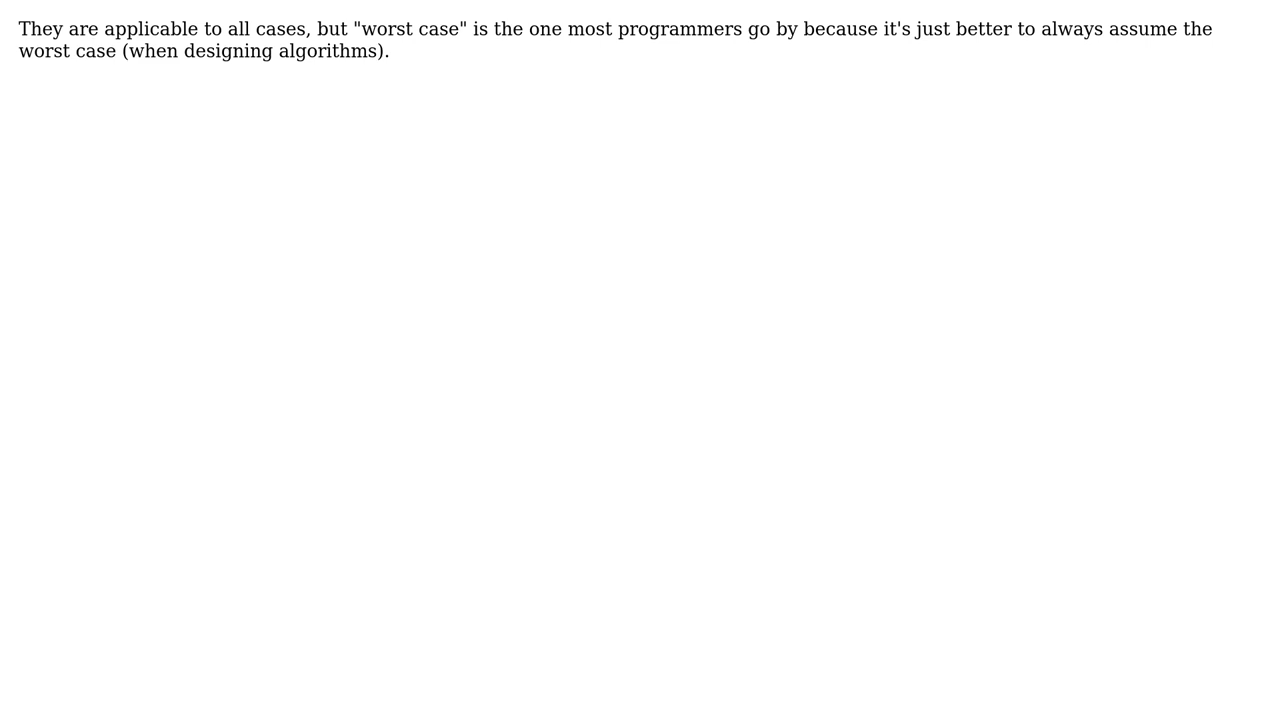 They are applicable to all cases, but "worst case" is the one most programmers go by because it's just better to always assume the
worst case (when designing algorithms).